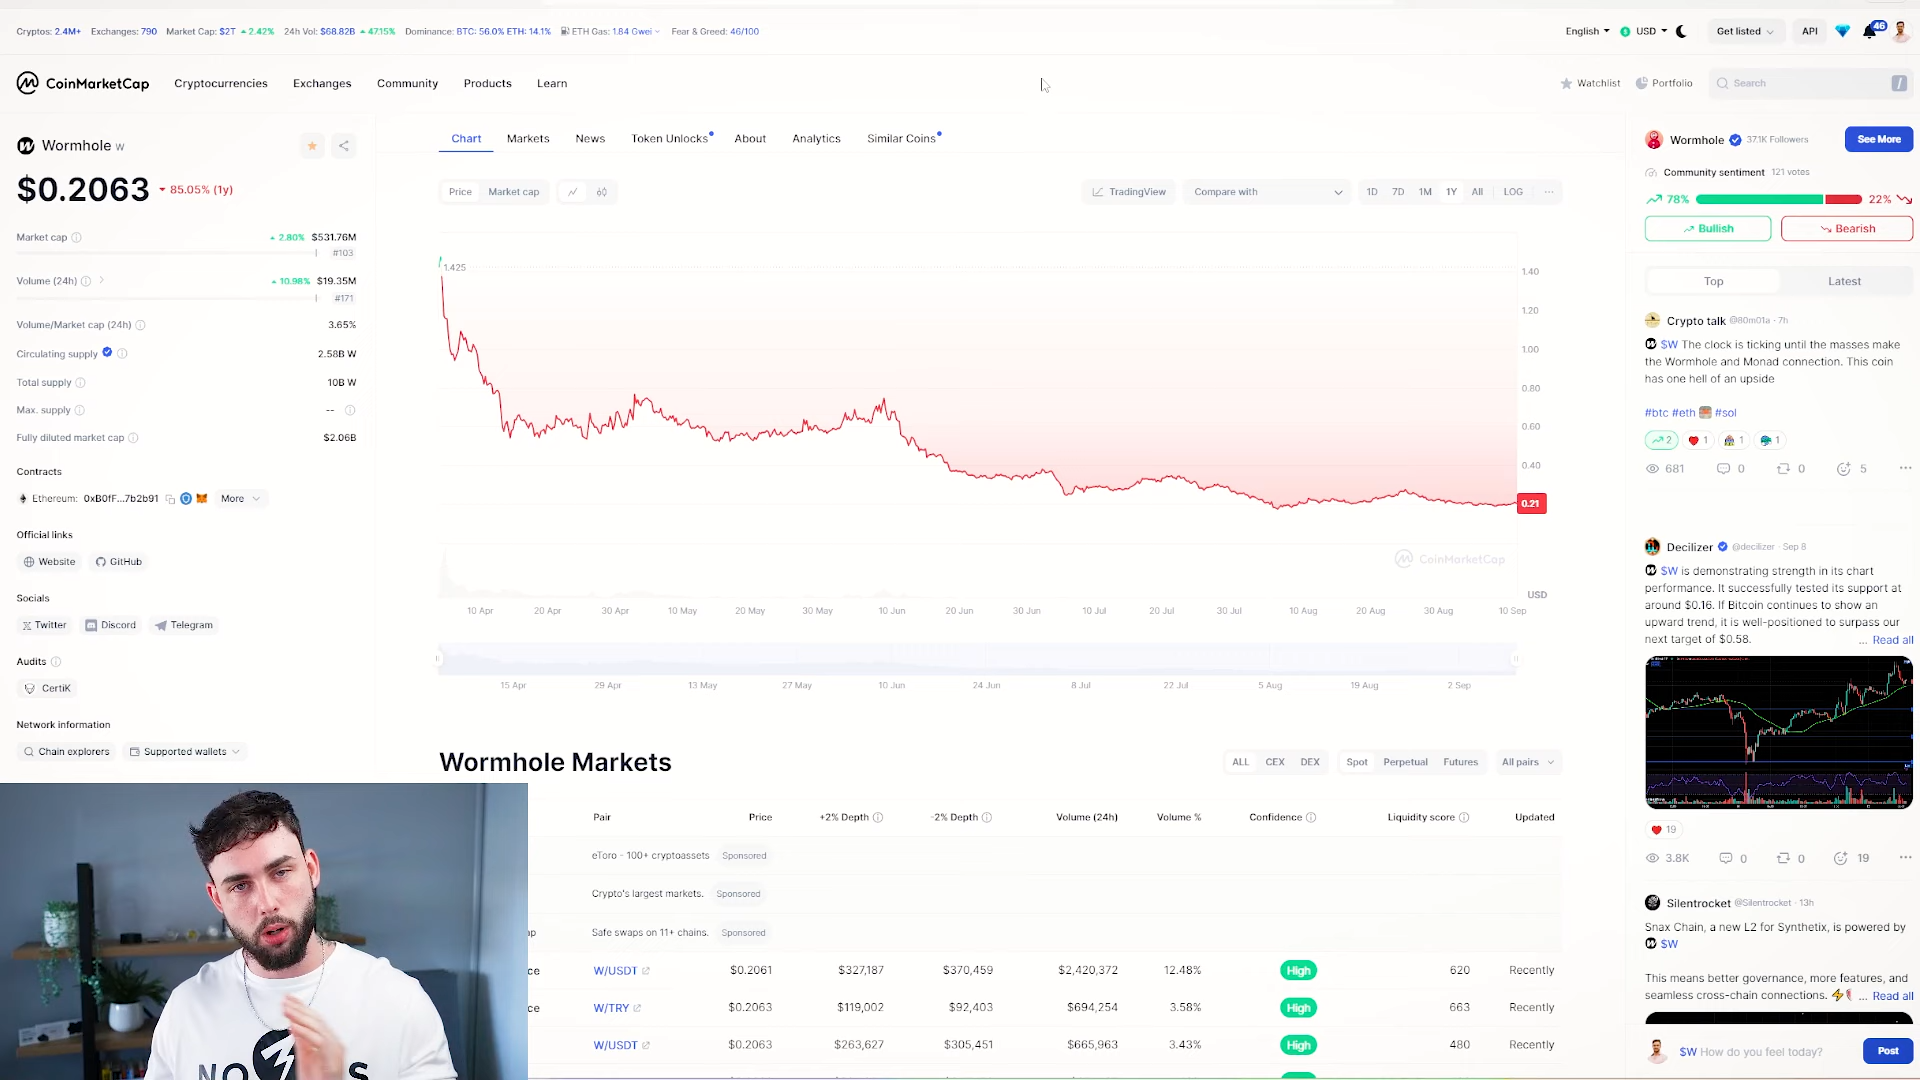 Cryptos: 2.4M+ Exchanges: 790 Market Cap: $2T 2.42% 24h Vol: $68.82B 47.15% Dominance: BTC: 56.0% ETH: 14.1% ETH Gas: 1.84 Gwei Fear & Greed: 46/100
English USD Get listed API 46
CoinMarketCap Cryptocurrencies Exchanges Community Products Learn
Watchlist Portfolio Search /
Wormhole W
$0.2063 85.05% (1y)
Market cap 2.80% $531.76M
#103
Volume (24h) 10.98% $19.35M
#171
Volume/Market cap (24h) 3.65%
Circulating supply 2.58B W
Total supply 10B W
Max. supply --
Fully diluted market cap $2.06B
Contracts
Ethereum: 0xB0fF...7b2b91 More
Official links
Website GitHub
Socials
Twitter Discord Telegram
Audits
CertiK
Network information
Chain explorers Supported wallets
Chart Markets News Token Unlocks About Analytics Similar Coins
Price Market cap TradingView Compare with 1D 7D 1M 1Y All LOG ...
1.425
1.40
1.20
1.00
0.80
0.60
0.40
0.21
CoinMarketCap
USD
10 Apr 20 Apr 30 Apr 10 May 20 May 30 May 10 Jun 20 Jun 30 Jun 10 Jul 20 Jul 30 Jul 10 Aug 20 Aug 30 Aug 10 Sep
15 Apr 29 Apr 13 May 27 May 10 Jun 24 Jun 8 Jul 22 Jul 5 Aug 19 Aug 2 Sep
Wormhole Markets
ALL CEX DEX Spot Perpetual Futures All pairs
Pair Price +2% Depth -2% Depth Volume (24h) Volume % Confidence Liquidity score Updated
eToro - 100+ cryptoassets Sponsored
Crypto's largest markets. Sponsored
Safe swaps on 11+ chains. Sponsored
W/USDT $0.2061 $327,187 $370,459 $2,420,372 12.48% High 620 Recently
W/TRY $0.2063 $119,002 $92,403 $694,254 3.58% High 663 Recently
W/USDT $0.2063 $263,627 $305,451 $665,963 3.43% High 480 Recently
Wormhole 37.1K Followers See More
Community sentiment 121 votes
78% 22%
Bullish Bearish
Top Latest
Crypto talk @80m01a · 7h
$W The clock is ticking until the masses make
the Wormhole and Monad connection. This coin
has one hell of an upside
#btc #eth #sol
2 1 1 1
681 0 0 5 ...
Decilizer @decilizer · Sep 8
$W is demonstrating strength in its chart
performance. It successfully tested its support at
around $0.16. If Bitcoin continues to show an
upward trend, it is well-positioned to surpass our
next target of $0.58. ... Read all
19
3.8K 0 0 19 ...
Silentrocket @Silentrocket · 13h
Snax Chain, a new L2 for Synthetix, is powered by
$W
This means better governance, more features, and
seamless cross-chain connections. ... Read all
$W How do you feel today? Post